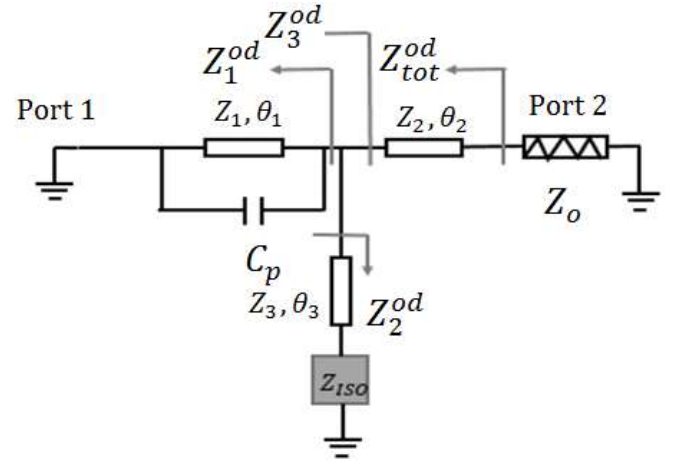 Z_3^{od}
Z_1^{od}
Z_{tot}^{od}
Port 1
Z_1, θ_1
Z_2, θ_2
Port 2
Z_o
C_p
Z_3, θ_3
Z_2^{od}
Z_{ISO}